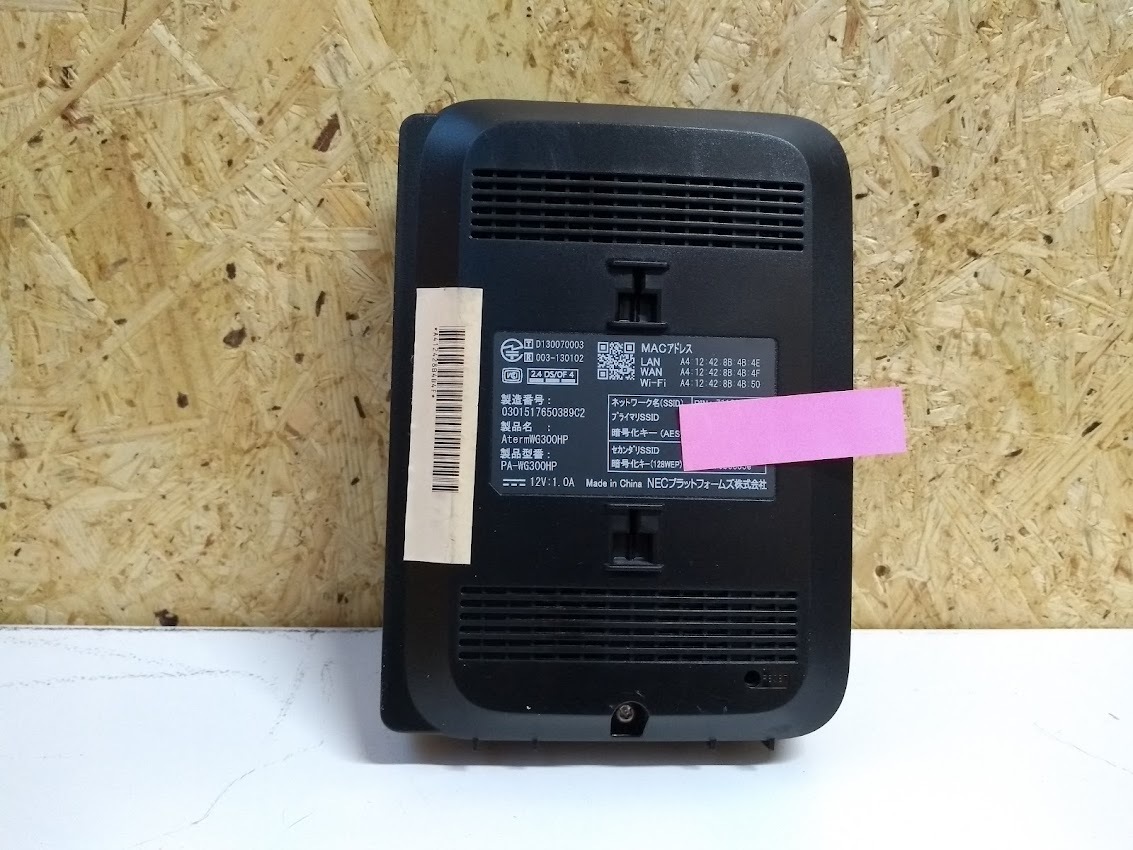 *A412428B4B4F*
T D130070003
R 003-130102
VCI 2.4 DS/OF 4
製造番号:
0301517650389C2
製品名 :
AtermWG300HP
製品型番:
PA-WG300HP
12V:1.0A
MACアドレス
LAN A4:12:42:8B:4B:4E
WAN A4:12:42:8B:4B:4F
Wi-Fi A4:12:42:8B:4B:50
ネットワーク名(SSID)
プライマリSSID
暗号化キー(AES
セカンダリSSID
暗号化キー(128WEP)
Made in China NECプラットフォームズ株式会社
RESET